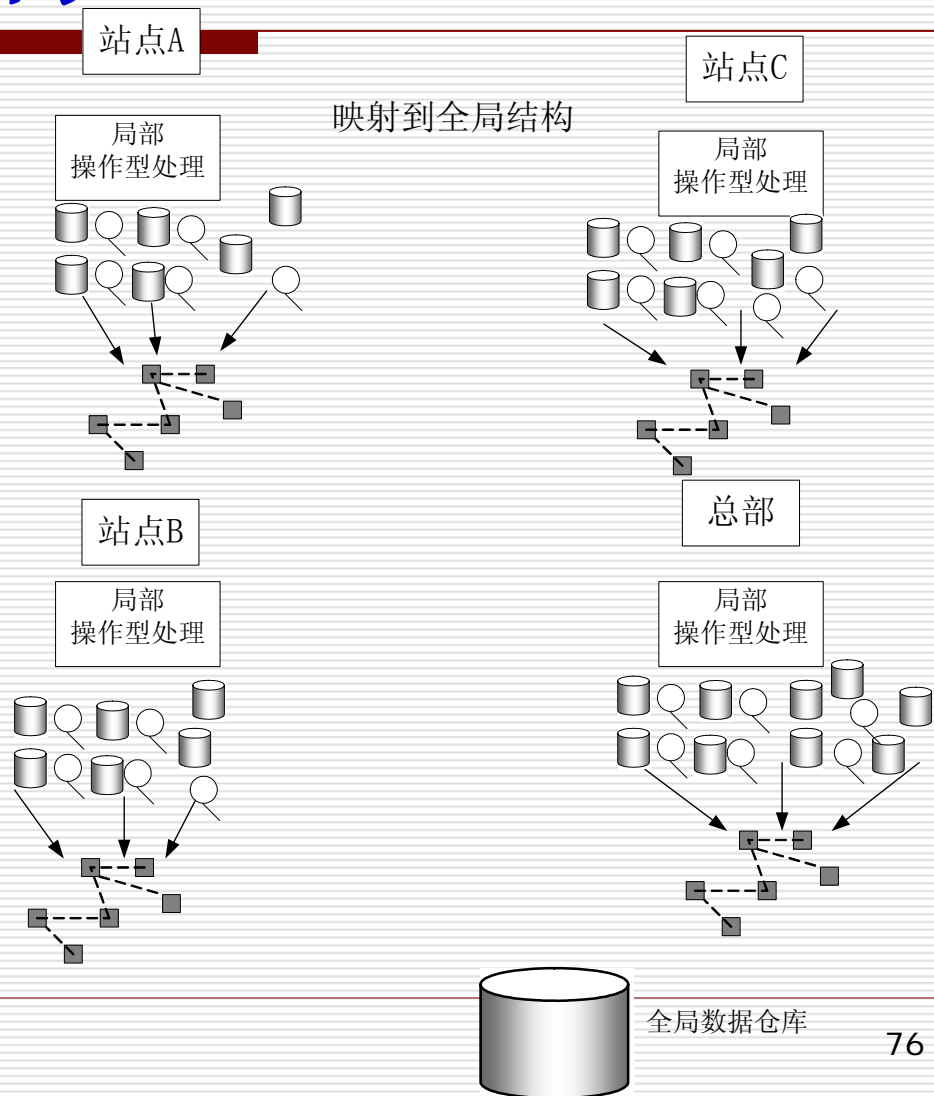 站点A
站点C
映射到全局结构
局部
操作型处理
局部
操作型处理
站点B
总部
局部
操作型处理
局部
操作型处理
全局数据仓库
76